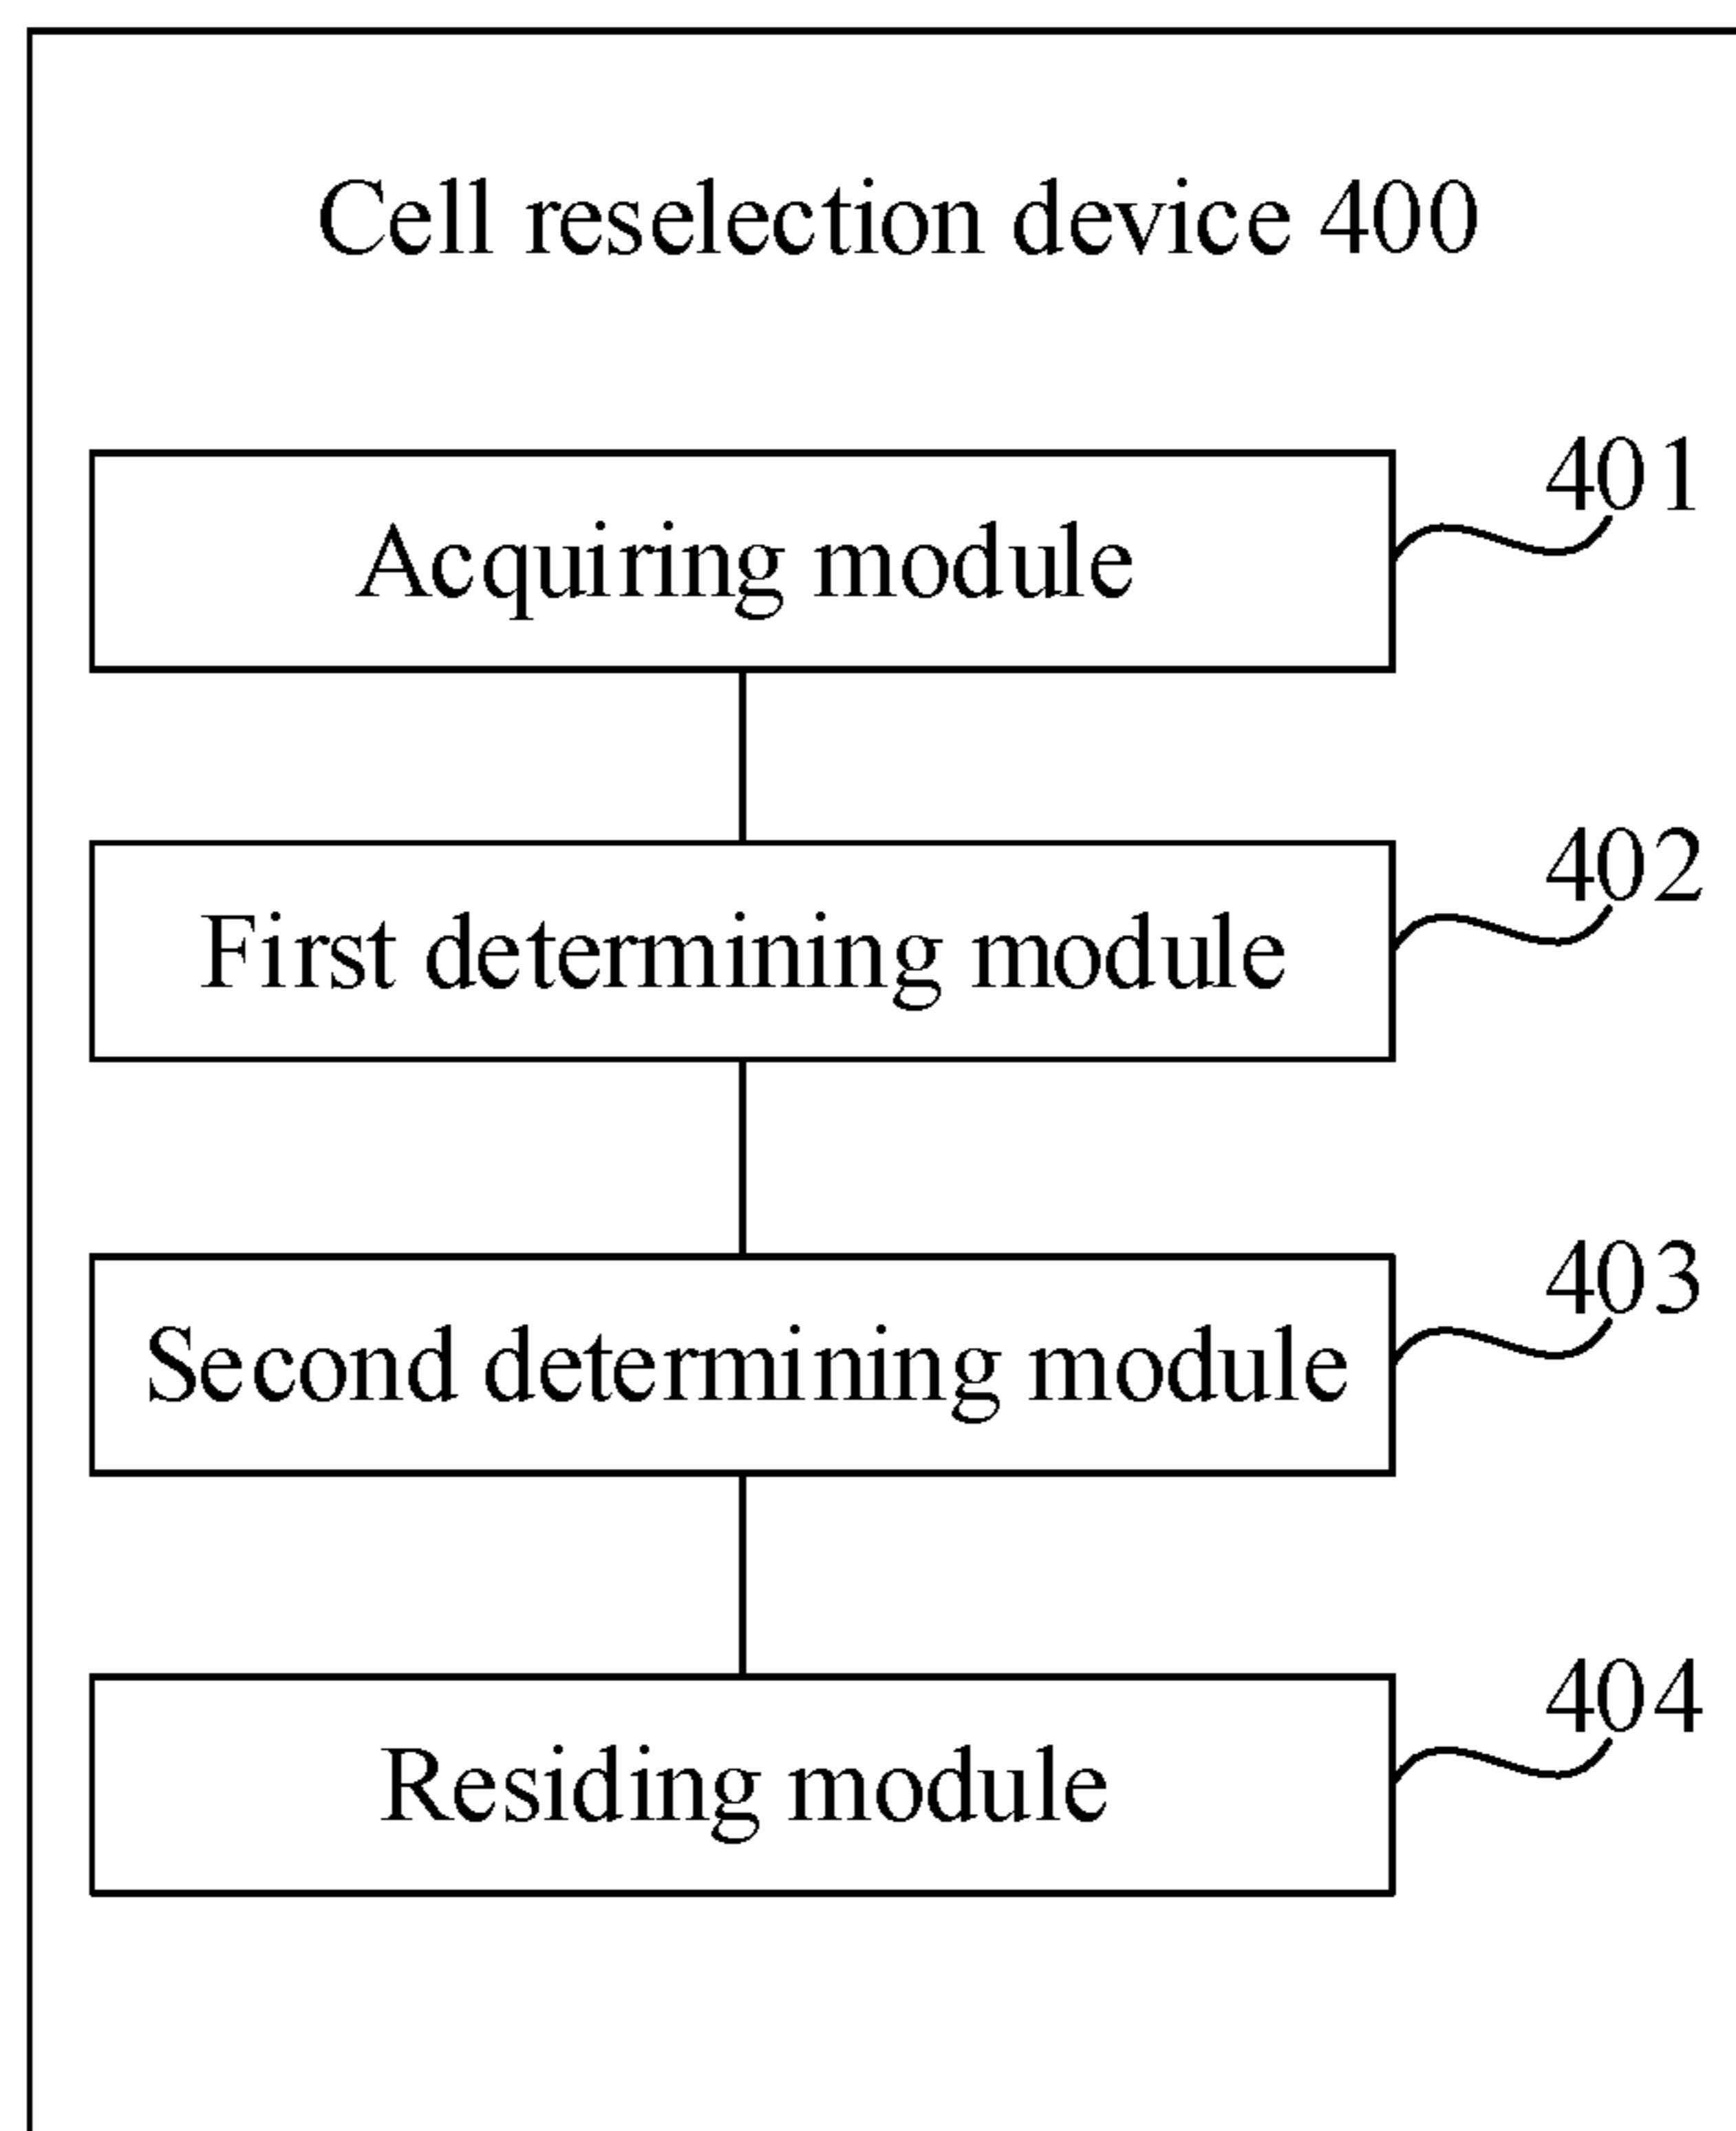 Cell reselection device 400
401
Acquiring module
402
First determining module
403
Second determining module
404
Residing module